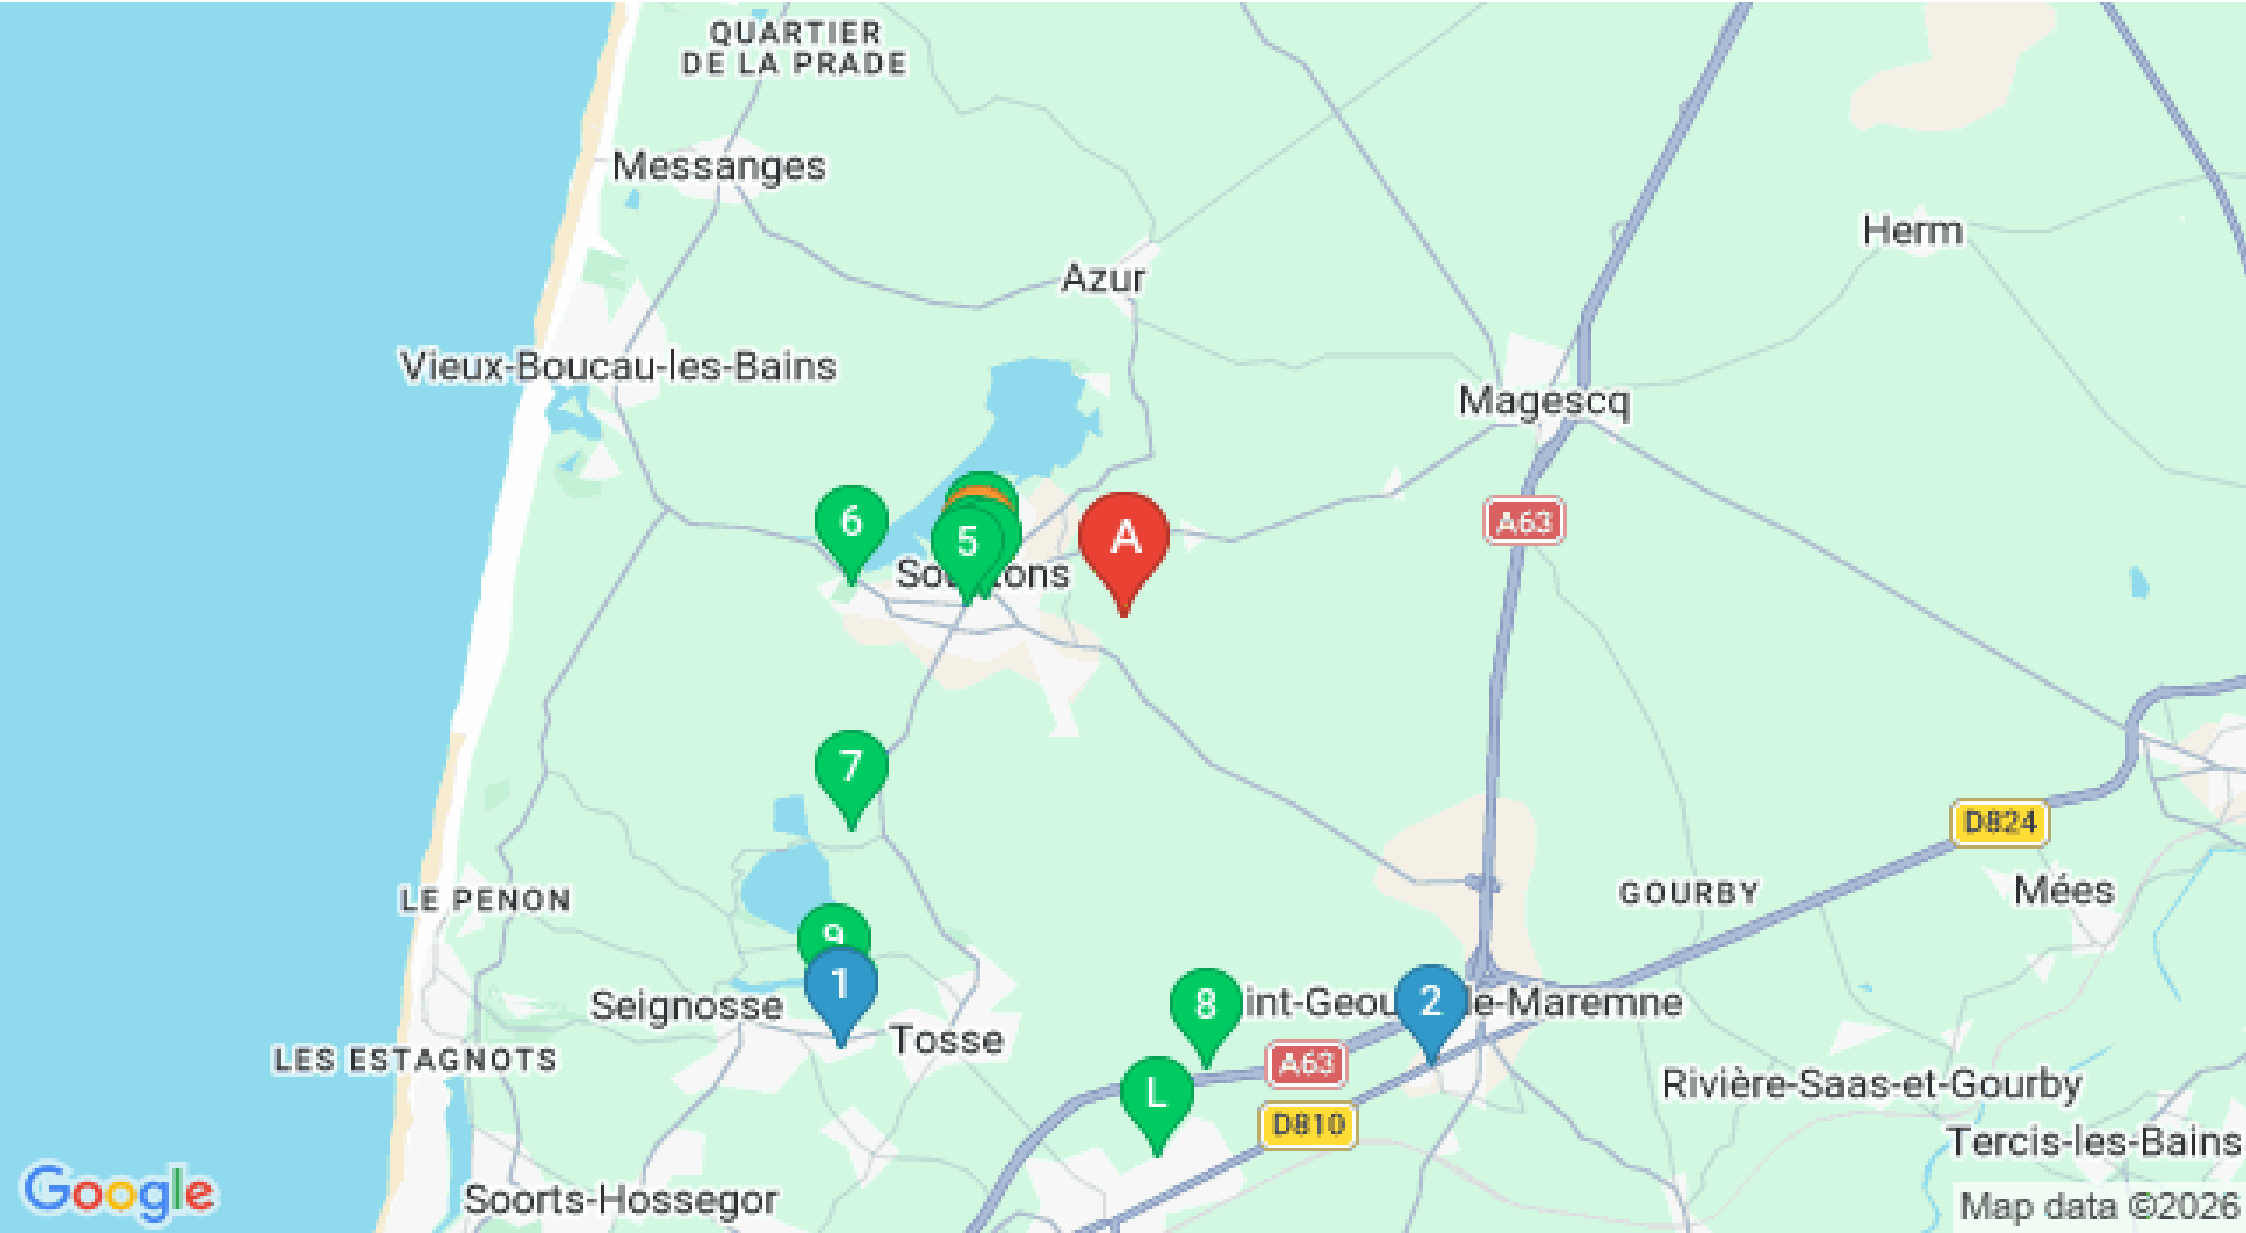 QUARTIER
DE LA PRADE
Messanges
Herm
Azur
Vieux-Boucau-les-Bains
Magescq
6
5
A
A63
7
D824
LE PENON
GOURBY
Mées
9
1
Seignosse
8
2
Tosse
LES ESTAGNOTS
A63
L
D810
Rivière-Saas-et-Gourby
Tercis-les-Bains
Soorts-Hossegor
Google
Map data ©2026